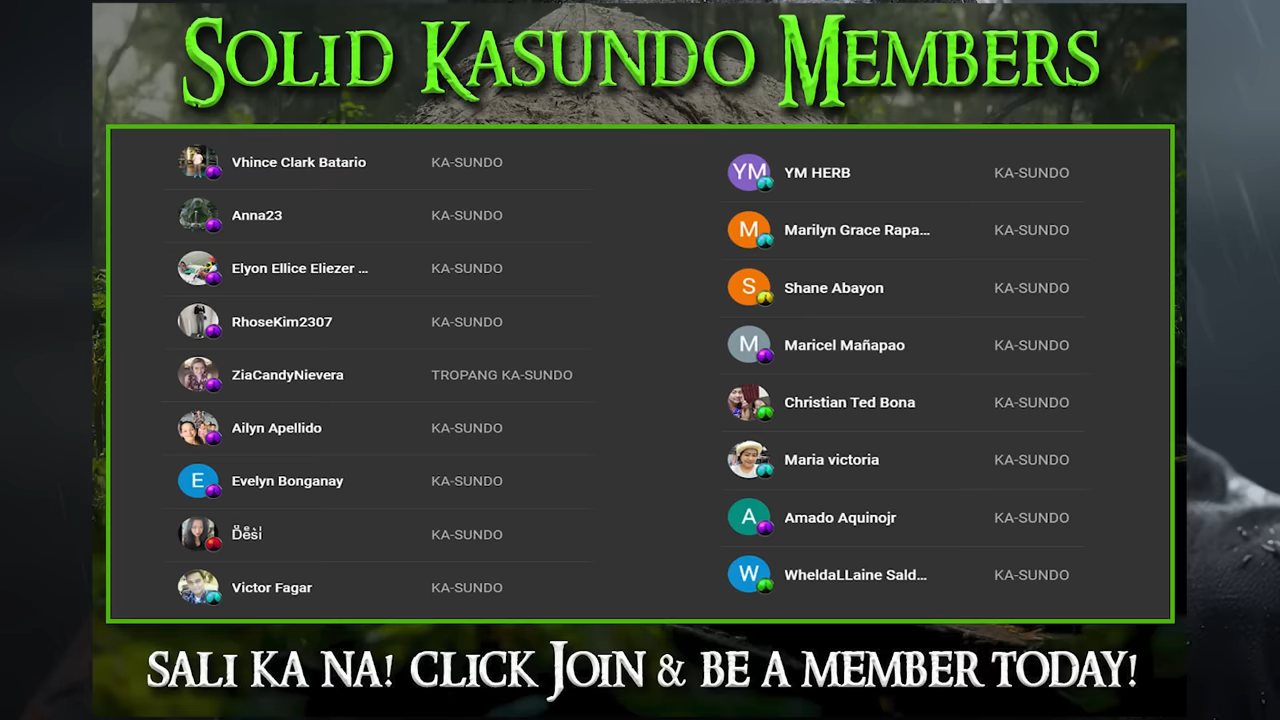 SOLID KASUNDO MEMBERS
Vhince Clark Batario KA-SUNDO
Anna23 KA-SUNDO
Elyon Ellice Eliezer ... KA-SUNDO
RhoseKim2307 KA-SUNDO
ZiaCandyNievera TROPANG KA-SUNDO
Ailyn Apellido KA-SUNDO
E Evelyn Bonganay KA-SUNDO
KA-SUNDO
Victor Fagar KA-SUNDO
YM YM HERB KA-SUNDO
M Marilyn Grace Rapa... KA-SUNDO
S Shane Abayon KA-SUNDO
M Maricel Mañapao KA-SUNDO
Christian Ted Bona KA-SUNDO
Maria victoria KA-SUNDO
A Amado Aquinojr KA-SUNDO
W WheldaLLaine Sald... KA-SUNDO
SALI KA NA! CLICK JOIN & BE A MEMBER TODAY!